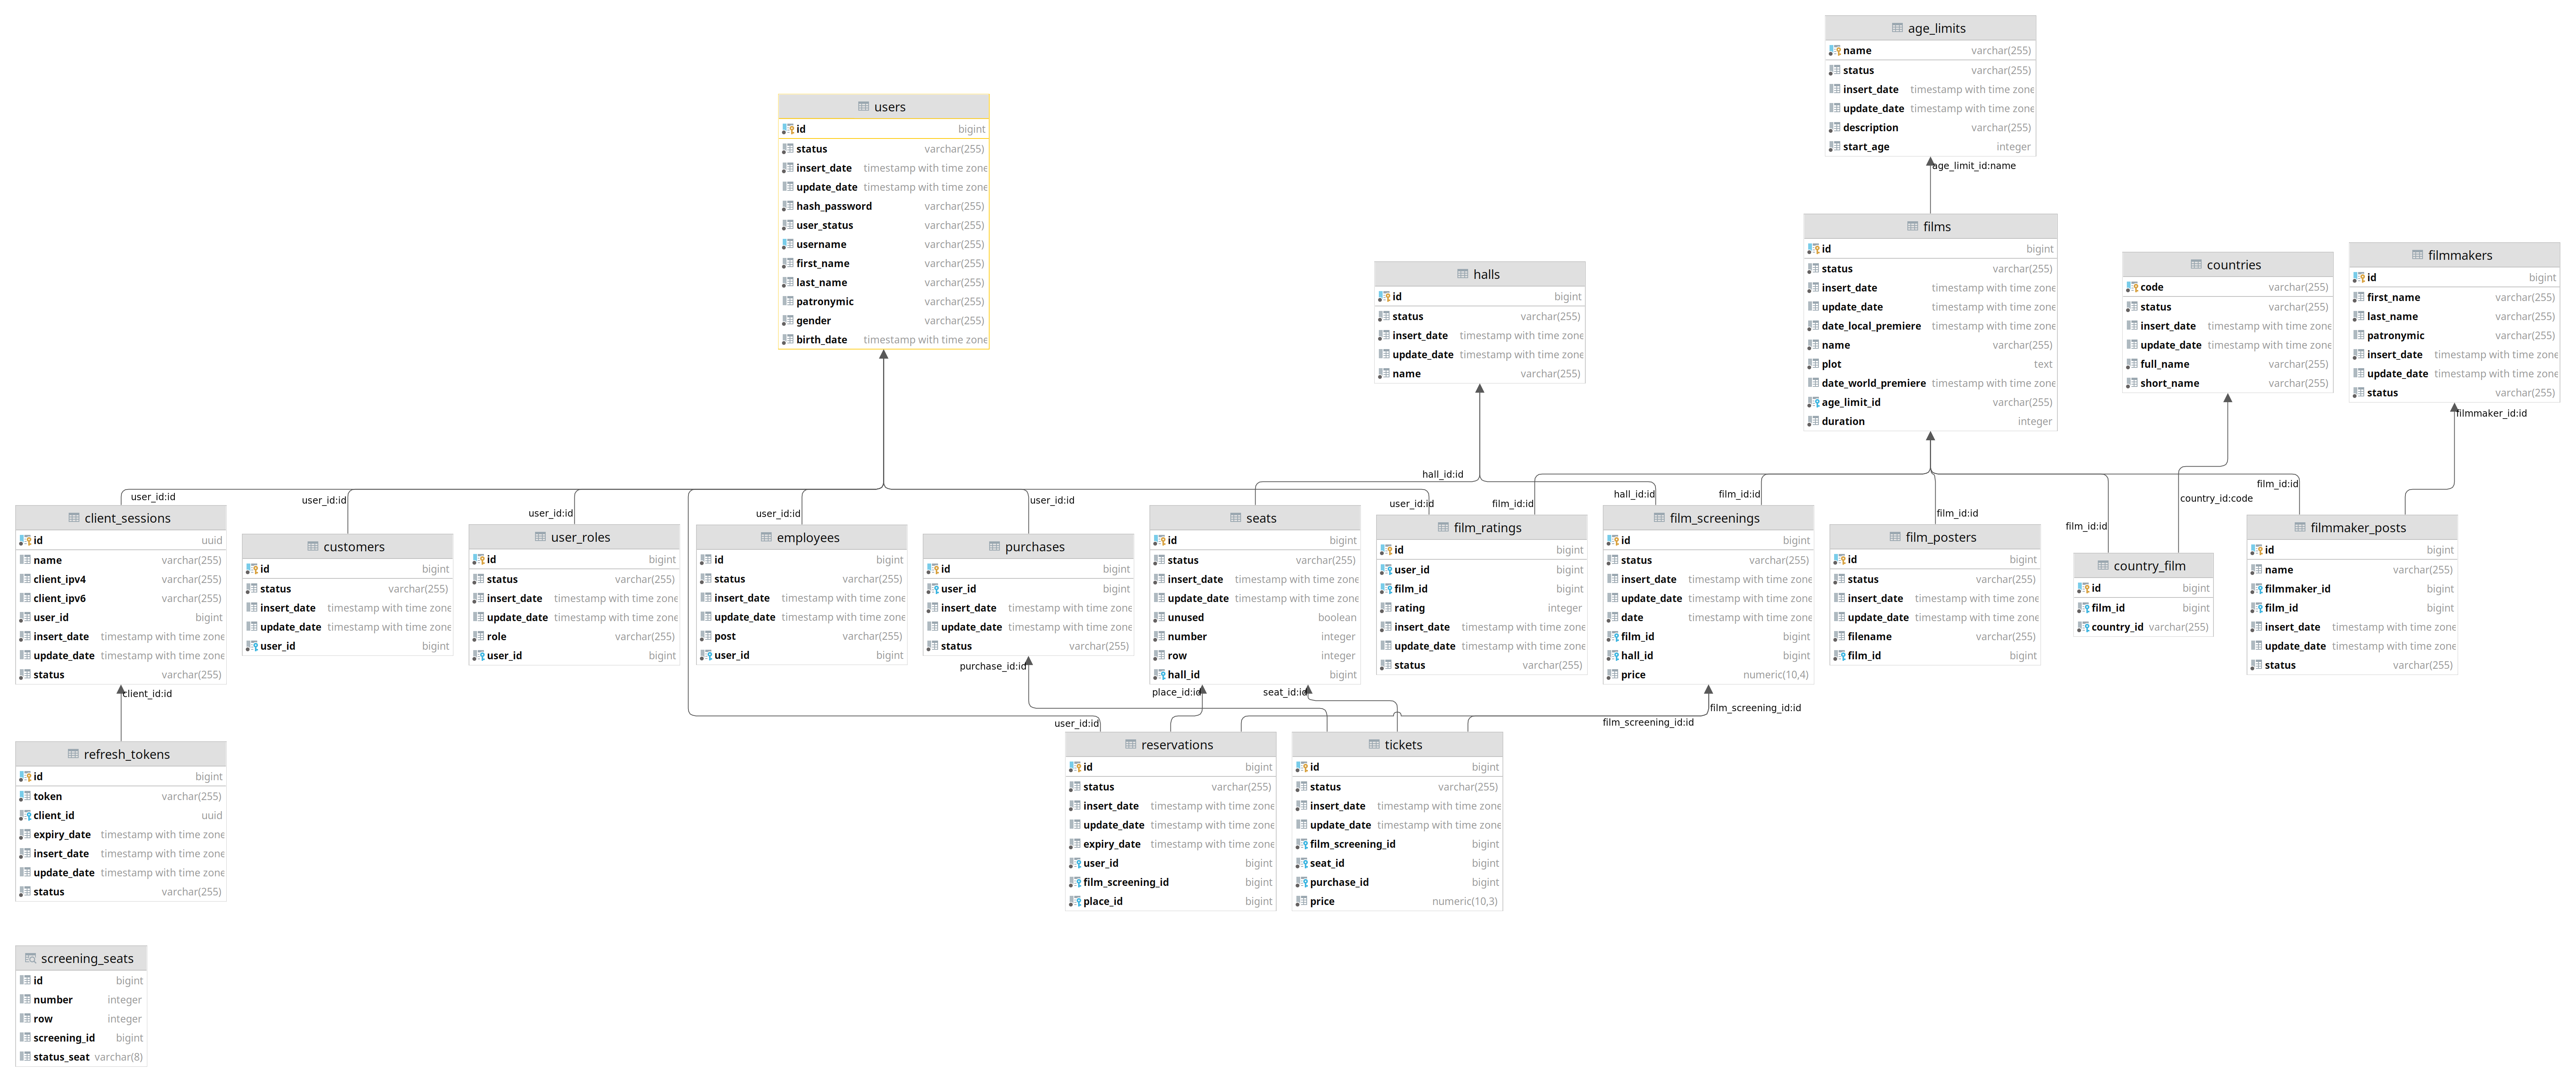 age_limits
name varchar(255)
status varchar(255)
insert_date timestamp with time zone
update_date timestamp with time zone
description varchar(255)
start_age integer
age_limit_id:name
users
id bigint
status varchar(255)
insert_date timestamp with time zone
update_date timestamp with time zone
hash_password varchar(255)
user_status varchar(255)
username varchar(255)
first_name varchar(255)
last_name varchar(255)
patronymic varchar(255)
gender varchar(255)
birth_date timestamp with time zone
halls
id bigint
status varchar(255)
insert_date timestamp with time zone
update_date timestamp with time zone
name varchar(255)
films
id bigint
status varchar(255)
insert_date timestamp with time zone
update_date timestamp with time zone
date_local_premiere timestamp with time zone
name varchar(255)
plot text
date_world_premiere timestamp with time zone
age_limit_id varchar(255)
duration integer
countries
code varchar(255)
status varchar(255)
insert_date timestamp with time zone
update_date timestamp with time zone
full_name varchar(255)
short_name varchar(255)
filmmakers
id bigint
first_name varchar(255)
last_name varchar(255)
patronymic varchar(255)
insert_date timestamp with time zone
update_date timestamp with time zone
status varchar(255)
filmmaker_id:id
user_id:id
user_id:id
user_id:id
user_id:id
user_id:id
hall_id:id
user_id:id
film_id:id
hall_id:id
film_id:id
film_id:id
film_id:id
country_id:code
film_id:id
client_sessions
id uuid
name varchar(255)
client_ipv4 varchar(255)
client_ipv6 varchar(255)
user_id bigint
insert_date timestamp with time zone
update_date timestamp with time zone
status varchar(255)
client_id:id
customers
id bigint
status varchar(255)
insert_date timestamp with time zone
update_date timestamp with time zone
user_id bigint
user_roles
id bigint
status varchar(255)
insert_date timestamp with time zone
update_date timestamp with time zone
role varchar(255)
user_id bigint
employees
id bigint
status varchar(255)
insert_date timestamp with time zone
update_date timestamp with time zone
post varchar(255)
user_id bigint
purchases
id bigint
user_id bigint
insert_date timestamp with time zone
update_date timestamp with time zone
status varchar(255)
purchase_id:id
seats
id bigint
status varchar(255)
insert_date timestamp with time zone
update_date timestamp with time zone
unused boolean
number integer
row integer
hall_id bigint
place_id:id
seat_id:id
film_ratings
id bigint
user_id bigint
film_id bigint
rating integer
insert_date timestamp with time zone
update_date timestamp with time zone
status varchar(255)
film_screenings
id bigint
status varchar(255)
insert_date timestamp with time zone
update_date timestamp with time zone
date timestamp with time zone
film_id bigint
hall_id bigint
price numeric(10,4)
film_screening_id:id
film_screening_id:id
film_posters
id bigint
status varchar(255)
insert_date timestamp with time zone
update_date timestamp with time zone
filename varchar(255)
film_id bigint
country_film
id bigint
film_id bigint
country_id varchar(255)
filmmaker_posts
id bigint
name varchar(255)
filmmaker_id bigint
film_id bigint
insert_date timestamp with time zone
update_date timestamp with time zone
status varchar(255)
refresh_tokens
id bigint
token varchar(255)
client_id uuid
expiry_date timestamp with time zone
insert_date timestamp with time zone
update_date timestamp with time zone
status varchar(255)
user_id:id
reservations
id bigint
status varchar(255)
insert_date timestamp with time zone
update_date timestamp with time zone
expiry_date timestamp with time zone
user_id bigint
film_screening_id bigint
place_id bigint
tickets
id bigint
status varchar(255)
insert_date timestamp with time zone
update_date timestamp with time zone
film_screening_id bigint
seat_id bigint
purchase_id bigint
price numeric(10,3)
screening_seats
id bigint
number integer
row integer
screening_id bigint
status_seat varchar(8)